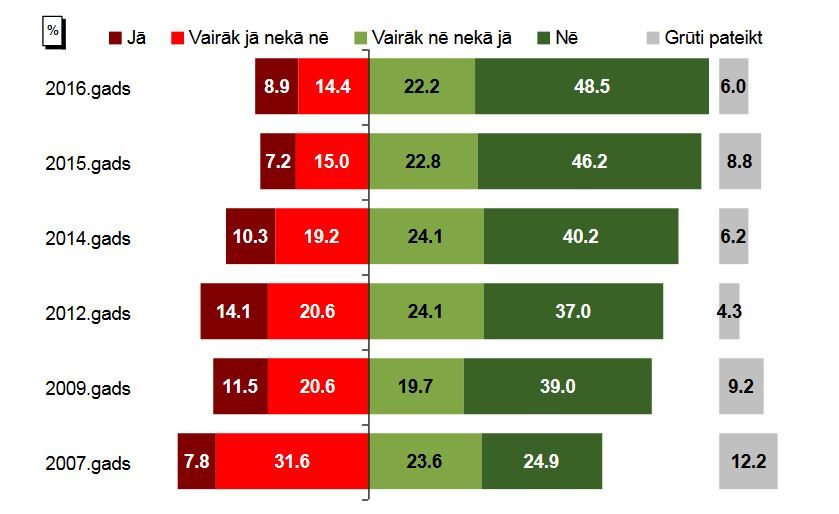 %
Jā Vairāk jā nekā nē Vairāk nē nekā jā Nē Grūti pateikt
2016.gads 8.9 14.4 22.2 48.5 6.0
2015.gads 7.2 15.0 22.8 46.2 8.8
2014.gads 10.3 19.2 24.1 40.2 6.2
2012.gads 14.1 20.6 24.1 37.0 4.3
2009.gads 11.5 20.6 19.7 39.0 9.2
2007.gads 7.8 31.6 23.6 24.9 12.2